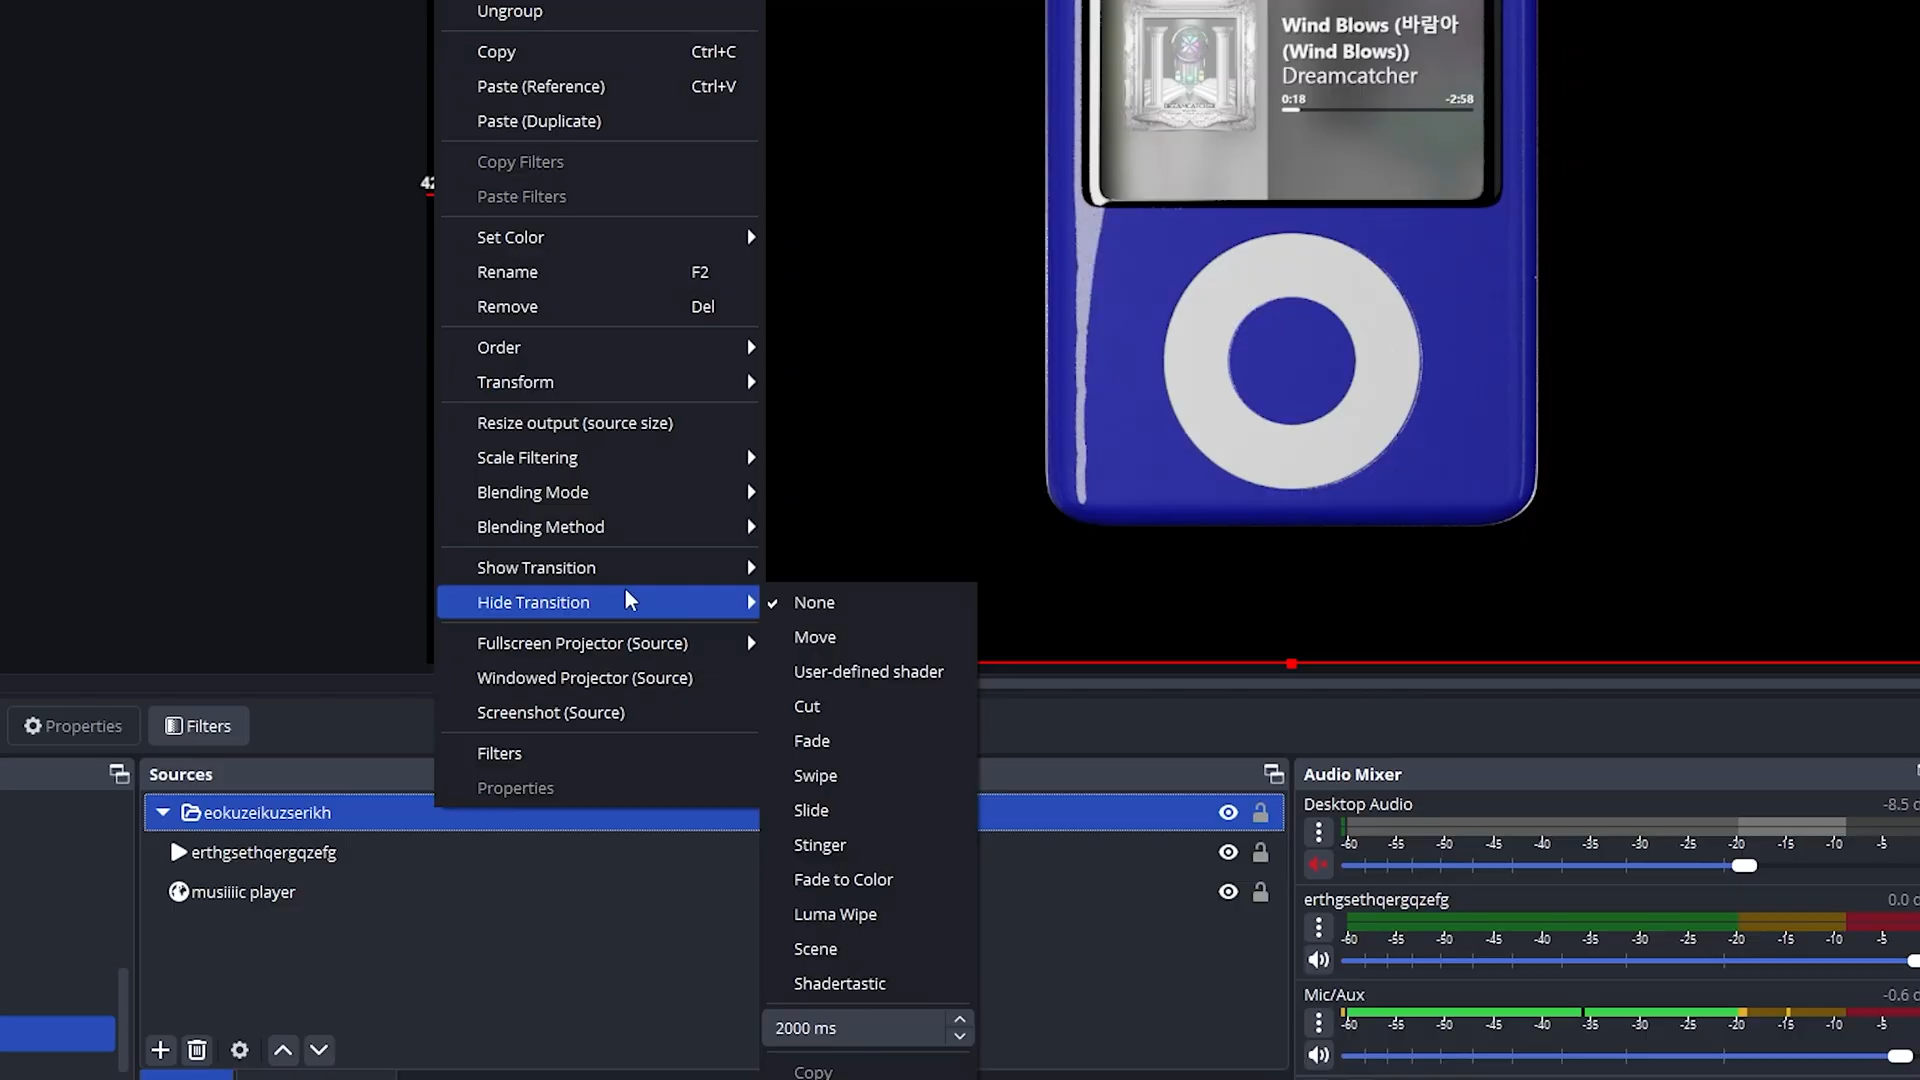 Ungroup
Copy Ctrl+C
Paste (Reference) Ctrl+V
Paste (Duplicate)
Copy Filters
Paste Filters
Set Color
Rename F2
Remove Del
Order
Transform
Resize output (source size)
Scale Filtering
Blending Mode
Blending Method
Show Transition
Hide Transition
Fullscreen Projector (Source)
Windowed Projector (Source)
Screenshot (Source)
Filters
Properties
None
Move
User-defined shader
Cut
Fade
Swipe
Slide
Stinger
Fade to Color
Luma Wipe
Scene
Shadertastic
2000 ms
Copy
Wind Blows (바람아
(Wind Blows))
Dreamcatcher
0:18 -2:58
DREAMCATCHER
Properties Filters
Sources
eokuzeikuzserikh
erthgsethqergqzefg
musiiiic player
Audio Mixer
Desktop Audio -8.5
-60 -55 -50 -45 -40 -35 -30 -25 -20 -15 -10 -5
erthgsethqergqzefg 0.0
-60 -55 -50 -45 -40 -35 -30 -25 -20 -15 -10 -5
Mic/Aux -0.6
-60 -55 -50 -45 -40 -35 -30 -25 -20 -15 -10 -5